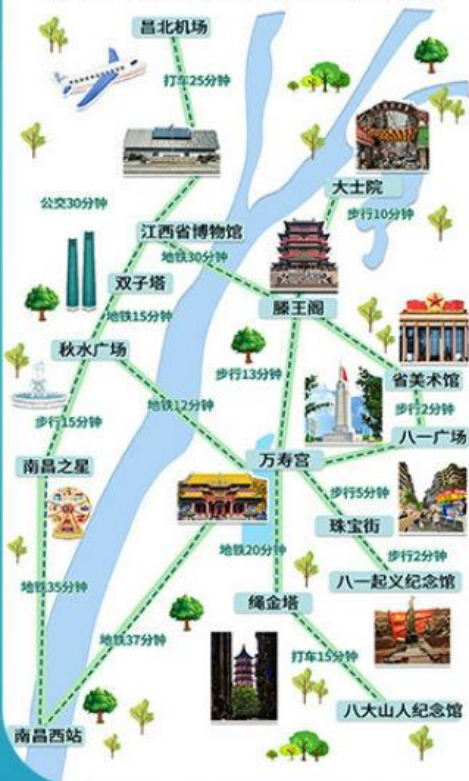 昌北机场
打车25分钟
大士院
公交30分钟
步行10分钟
江西省博物馆
地铁30分钟
双子塔
滕王阁
地铁15分钟
秋水广场
步行13分钟
省美术馆
地铁12分钟
步行2分钟
步行15分钟
八一广场
南昌之星
万寿宫
步行5分钟
珠宝街
地铁20分钟
步行2分钟
八一起义纪念馆
地铁35分钟
绳金塔
地铁37分钟
打车15分钟
八大山人纪念馆
南昌西站